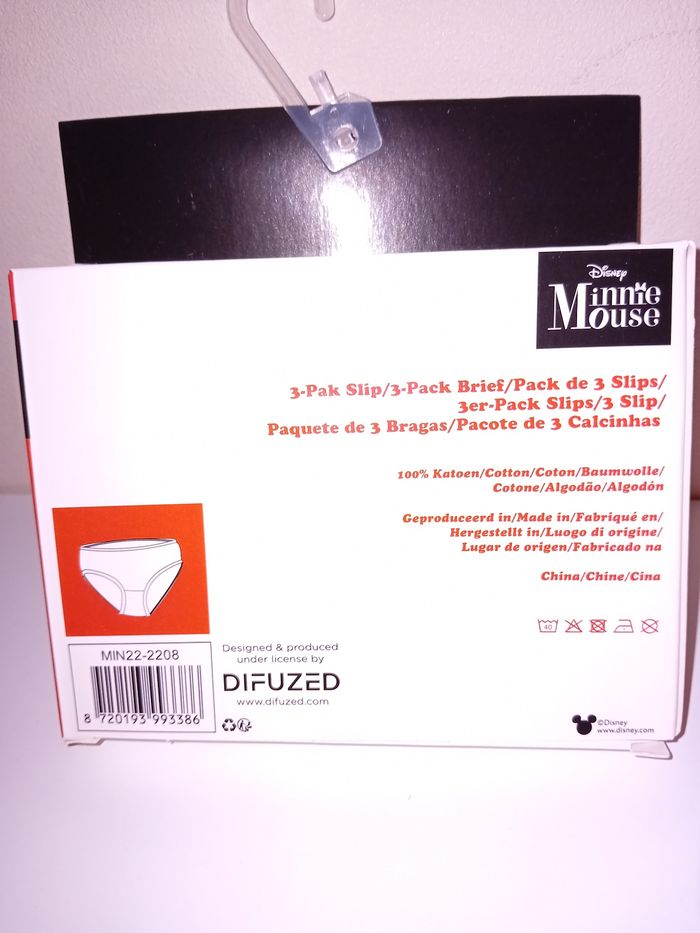 Disney
Minnie
Mouse
3-Pak Slip/3-Pack Brief/Pack de 3 Slips/
3er-Pack Slips/3 Slip/
Paquete de 3 Bragas/Pacote de 3 Calcinhas
100% Katoen/Cotton/Coton/Baumwolle/
Cotone/Algodão/Algodón
Geproduceerd in/Made in/Fabriqué en/
Hergestellt in/Luogo di origine/
Lugar de origen/Fabricado na
China/Chine/Cina
40
MIN22-2208
8 720193 993386
Designed & produced
under license by
DIFUZED
www.difuzed.com
©Disney
www.disney.com